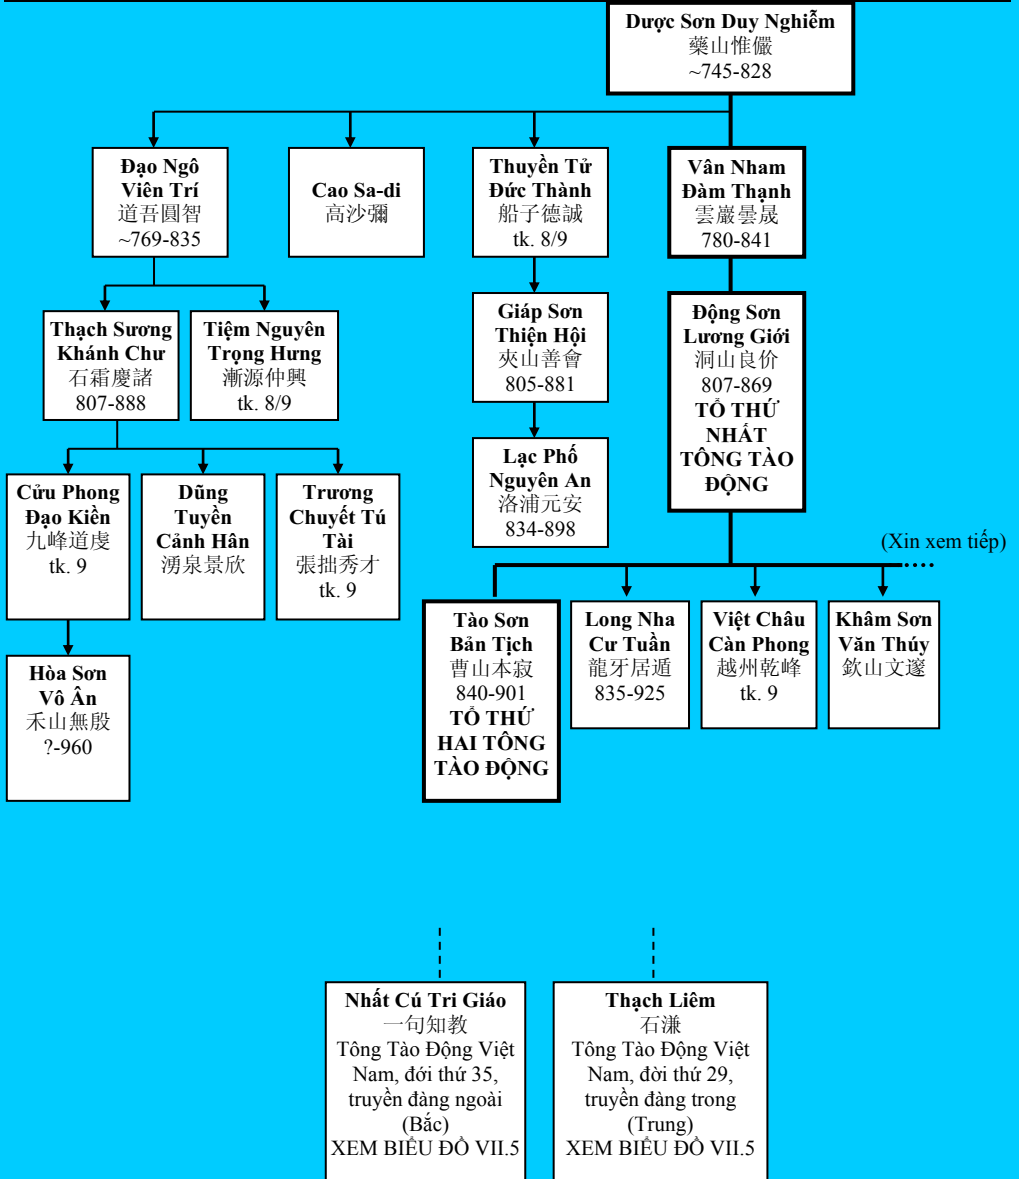 Dược Sơn Duy Nghiễm
藥山惟儼
~745-828
Đạo Ngô
Viên Trí
道吾圓智
~769-835
Cao Sa-di
高沙彌
Thuyền Tử
Đức Thành
船子德誠
tk. 8/9
Vân Nham
Đàm Thạnh
雲巖曇晟
780-841
Thạch Sương
Khánh Chư
石霜慶諸
807-888
Tiệm Nguyên
Trọng Hưng
漸源仲興
tk. 8/9
Giáp Sơn
Thiện Hội
夾山善會
805-881
Động Sơn
Lương Giới
洞山良价
807-869
TỔ THỨ
NHẤT
TÔNG TÀO
ĐỘNG
Lạc Phố
Nguyên An
洛浦元安
834-898
Cửu Phong
Đạo Kiền
九峰道虔
tk. 9
Dũng
Tuyền
Cảnh Hân
湧泉景欣
Trương
Chuyết Tú
Tài
張拙秀才
tk. 9
(Xin xem tiếp)
Tào Sơn
Bản Tịch
曹山本寂
840-901
TỔ THỨ
HAI TÔNG
TÀO ĐỘNG
Long Nha
Cư Tuần
龍牙居遁
835-925
Việt Châu
Càn Phong
越州乾峰
tk. 9
Khâm Sơn
Văn Thúy
欽山文邃
Hòa Sơn
Vô Ân
禾山無殷
?-960
Nhất Cú Tri Giáo
一句知教
Tông Tào Động Việt
Nam, đới thứ 35,
truyền đàng ngoài
(Bắc)
XEM BIỂU ĐỒ VII.5
Thạch Liêm
石溓
Tông Tào Động Việt
Nam, đời thứ 29,
truyền đàng trong
(Trung)
XEM BIỂU ĐỒ VII.5